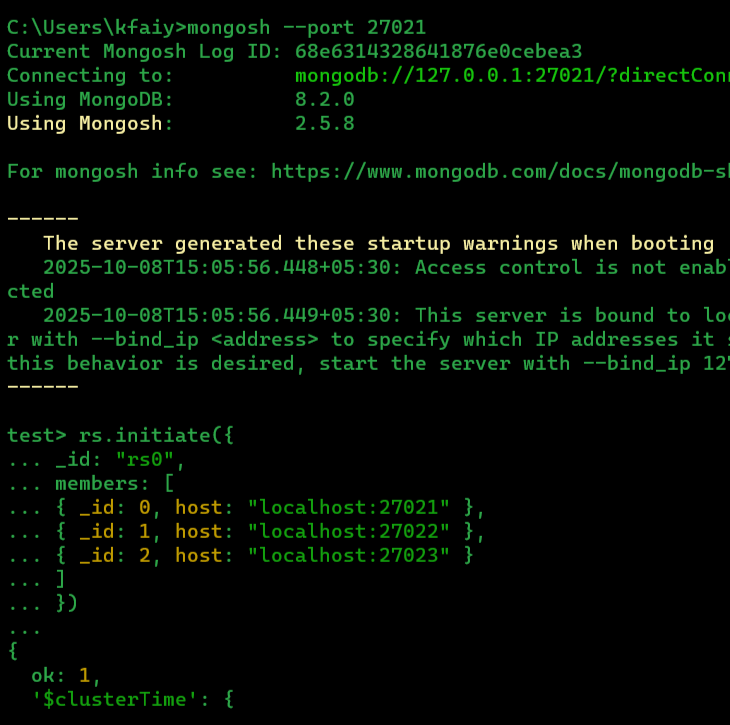 C:\Users\kfaiy>mongosh --port 27021
Current Mongosh Log ID: 68e6314328641876e0cebea3
Connecting to:          mongodb://127.0.0.1:27021/?directCon
Using MongoDB:          8.2.0
Using Mongosh:          2.5.8
For mongosh info see: https://www.mongodb.com/docs/mongodb-s
------
   The server generated these startup warnings when booting
   2025-10-08T15:05:56.448+05:30: Access control is not enab
cted
   2025-10-08T15:05:56.449+05:30: This server is bound to lo
r with --bind_ip <address> to specify which IP addresses it s
this behavior is desired, start the server with --bind_ip 12
------
test> rs.initiate({
... _id: "rs0",
... members: [
... { _id: 0, host: "localhost:27021" },
... { _id: 1, host: "localhost:27022" },
... { _id: 2, host: "localhost:27023" }
... ]
... })
...
{
  ok: 1,
  '$clusterTime': {